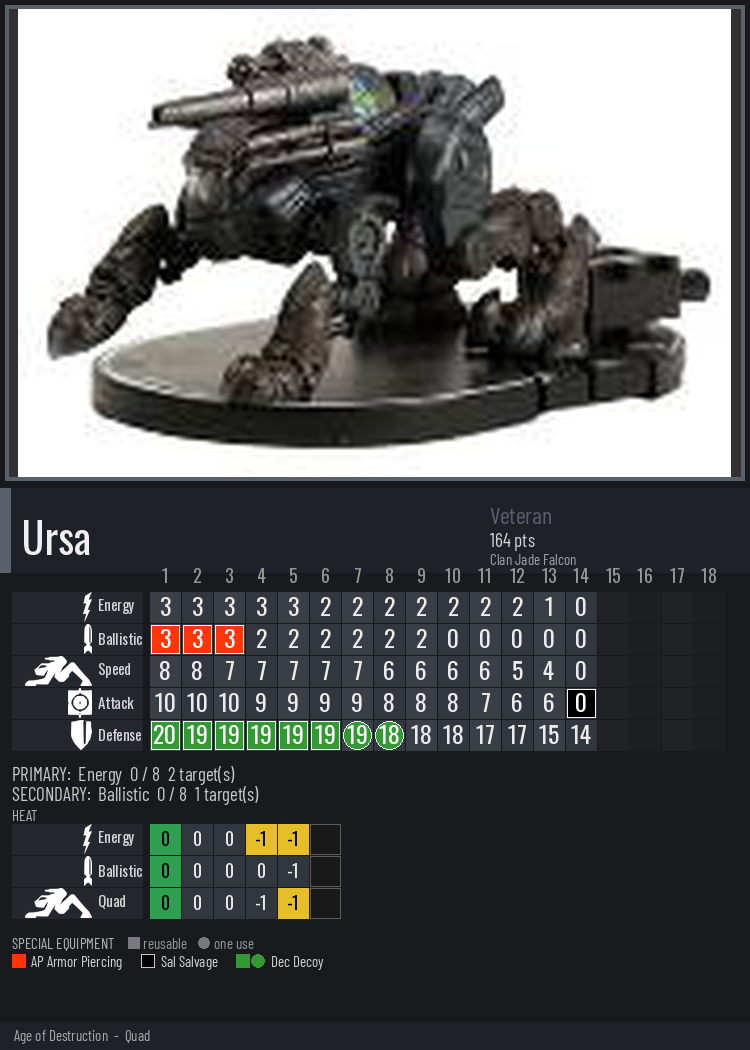 Ursa
Veteran
164 pts
Clan Jade Falcon
1 2 3 4 5 6 7 8 9 10 11 12 13 14 15 16 17 18
Energy 3 3 3 3 3 2 2 2 2 2 2 2 1 0
Ballistic 3 3 3 2 2 2 2 2 2 0 0 0 0 0
Speed 8 8 7 7 7 7 7 6 6 6 6 5 4 0
Attack 10 10 10 9 9 9 9 8 8 8 7 6 6 0
Defense 20 19 19 19 19 19 19 18 18 18 17 17 15 14
PRIMARY: Energy 0 / 8 2 target(s)
SECONDARY: Ballistic 0 / 8 1 target(s)
HEAT
Energy 0 0 0 -1 -1
Ballistic 0 0 0 0 -1
Quad 0 0 0 -1 -1
SPECIAL EQUIPMENT reusable one use
AP Armor Piercing Sal Salvage Dec Decoy
Age of Destruction - Quad